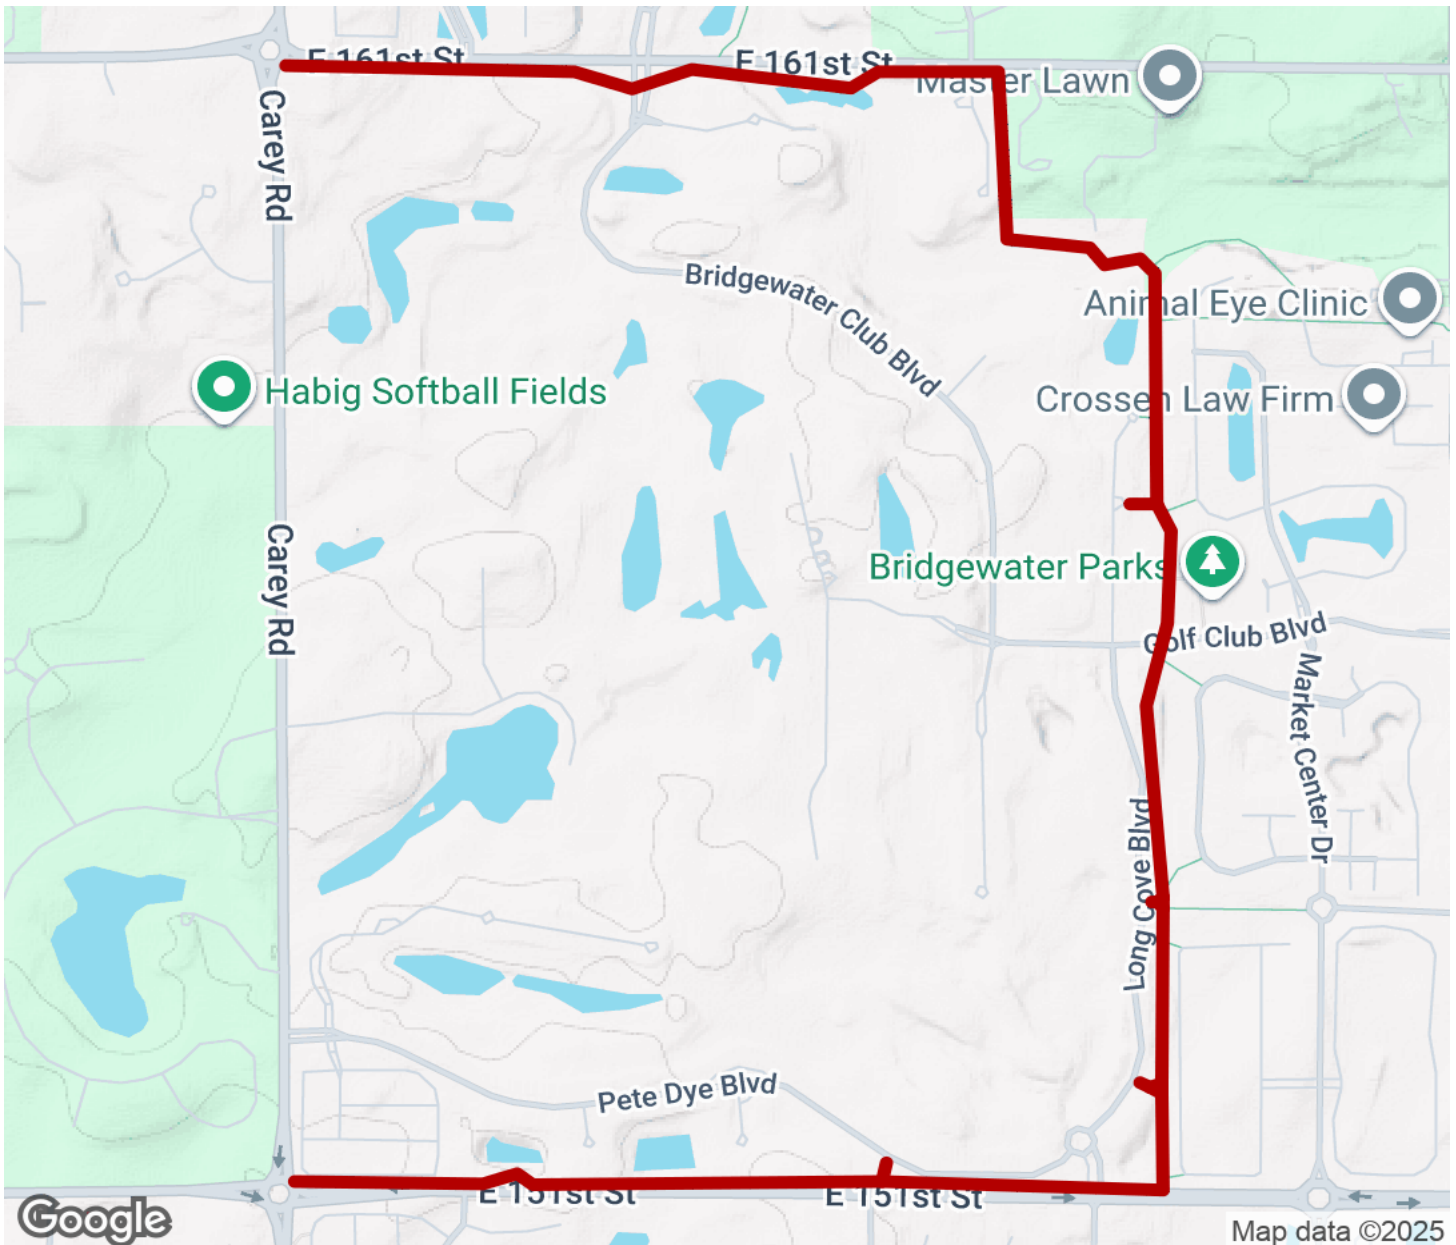 E 161st St
E 161st St
Master Lawn
Carey Rd
Bridgewater Club Blvd
Animal Eye Clinic
Habig Softball Fields
Crossen Law Firm
Carey Rd
Bridgewater Parks
Golf Club Blvd
Market Center Dr
Long Cove Blvd
Pete Dye Blvd
E 151st St
E 151st St
Google
Map data ©2025